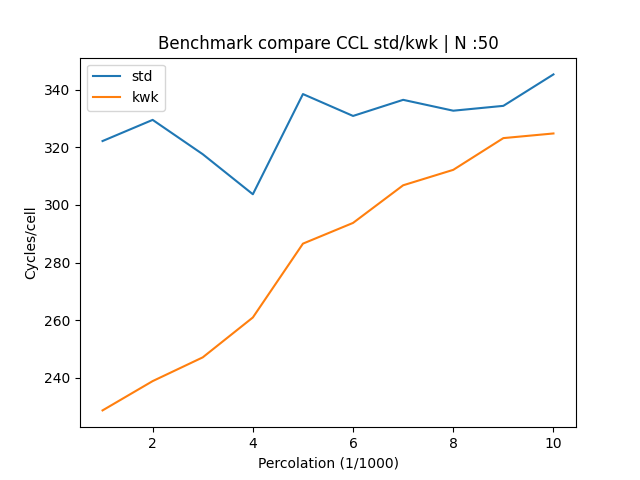 Benchmark compare CCL std/kwk | N :50
std
kwk
340
320
300
280
260
240
Cycles/cell
2
4
6
8
10
Percolation (1/1000)